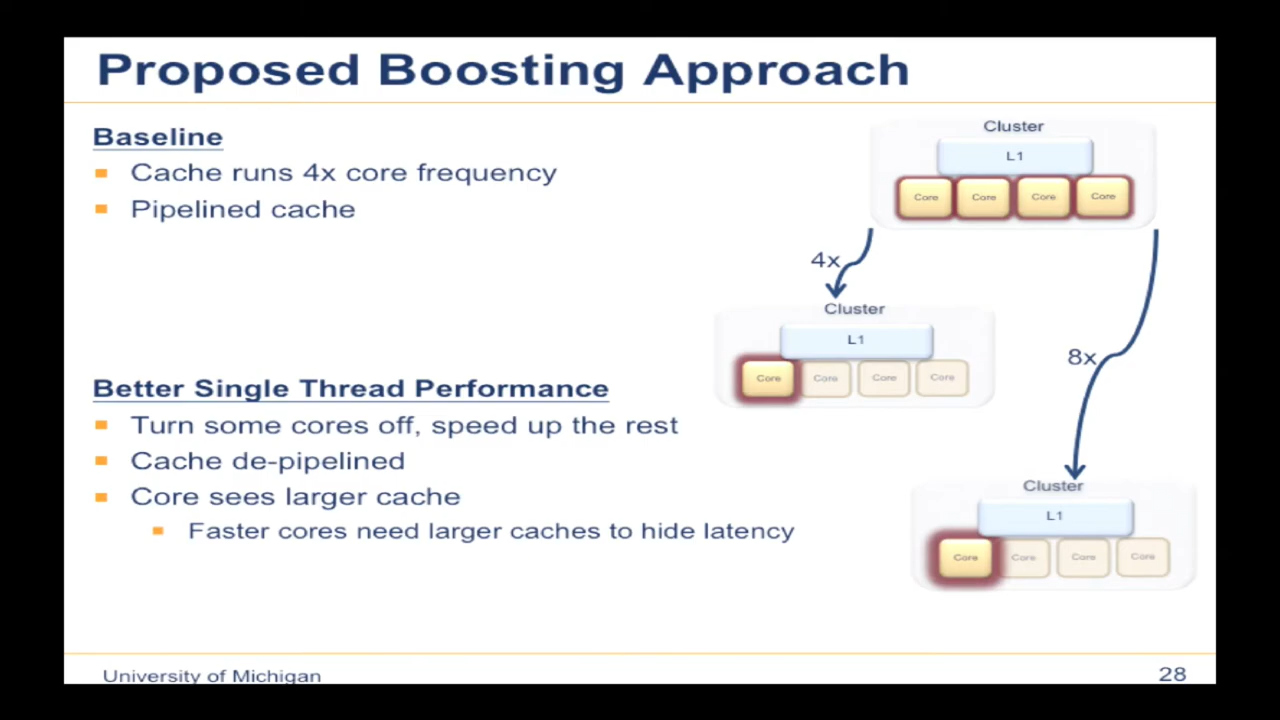 Proposed Boosting Approach
Baseline
Cache runs 4x core frequency
Pipelined cache
Cluster
L1
Core Core Core Core
4x
Cluster
L1
Core Core Core Core
8x
Better Single Thread Performance
Turn some cores off, speed up the rest
Cache de-pipelined
Core sees larger cache
Faster cores need larger caches to hide latency
Cluster
L1
Core Core Core Core
University of Michigan
28